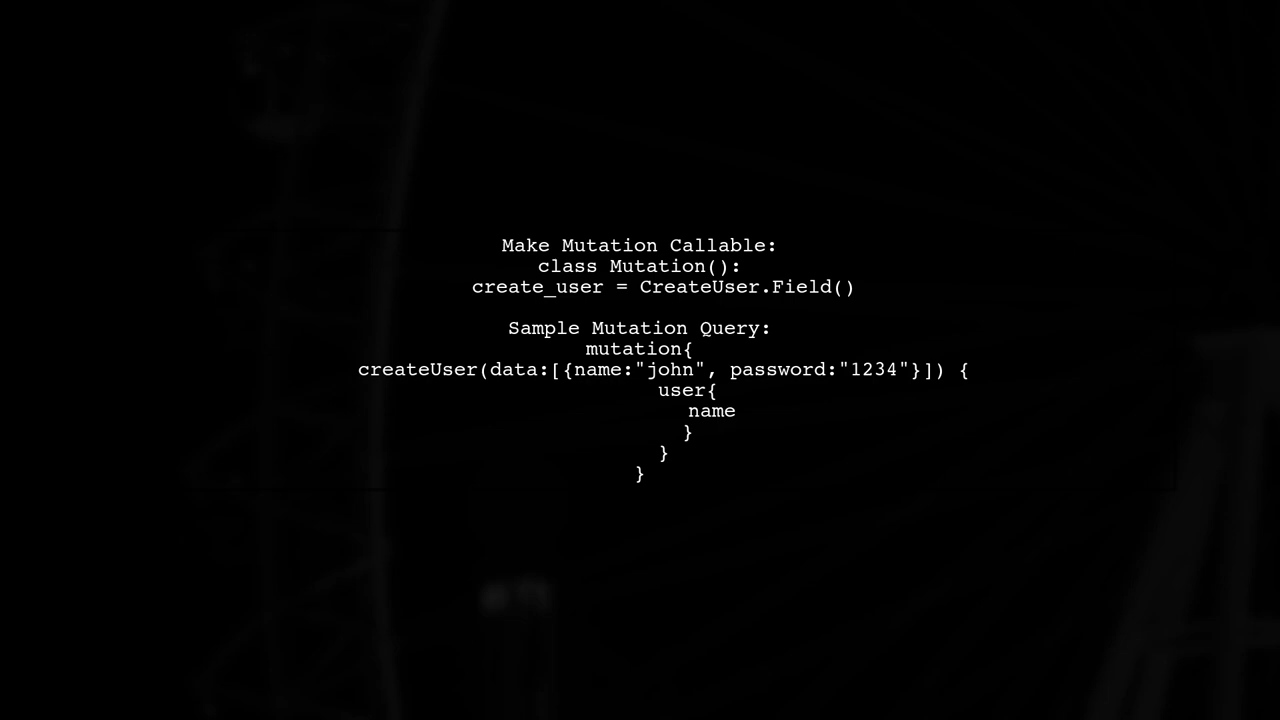 Make Mutation Callable:
class Mutation():
create_user = CreateUser.Field()
Sample Mutation Query:
mutation{
createUser(data:[{name:"john", password:"1234"}]) {
user{
name
}
}
}